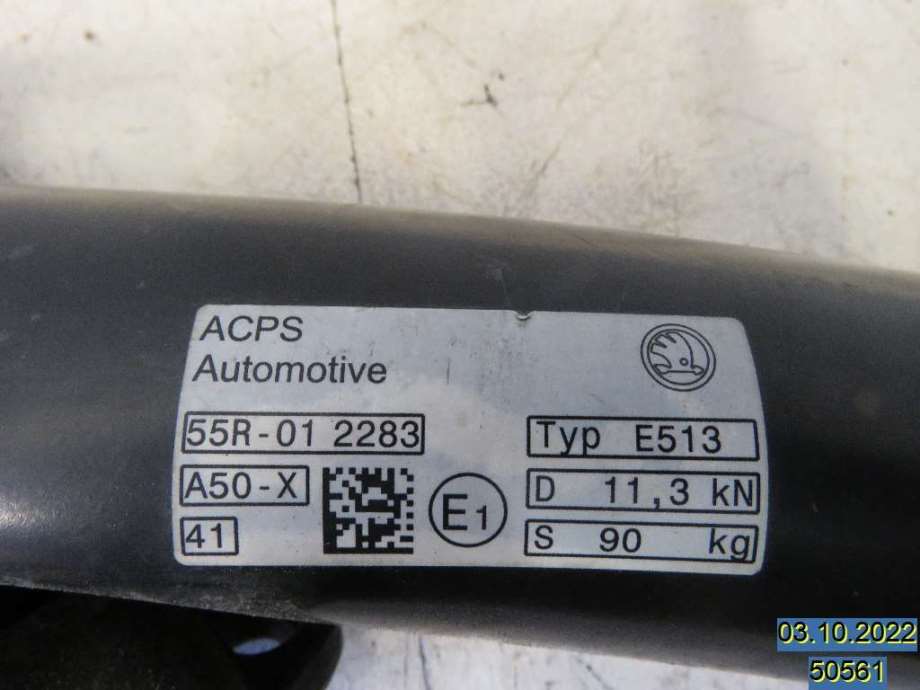 ACPS
Automotive
55R-01 2283
Typ E513
A50-X
D 11,3 kN
41
E1
S 90 kg
03.10.2022
50561